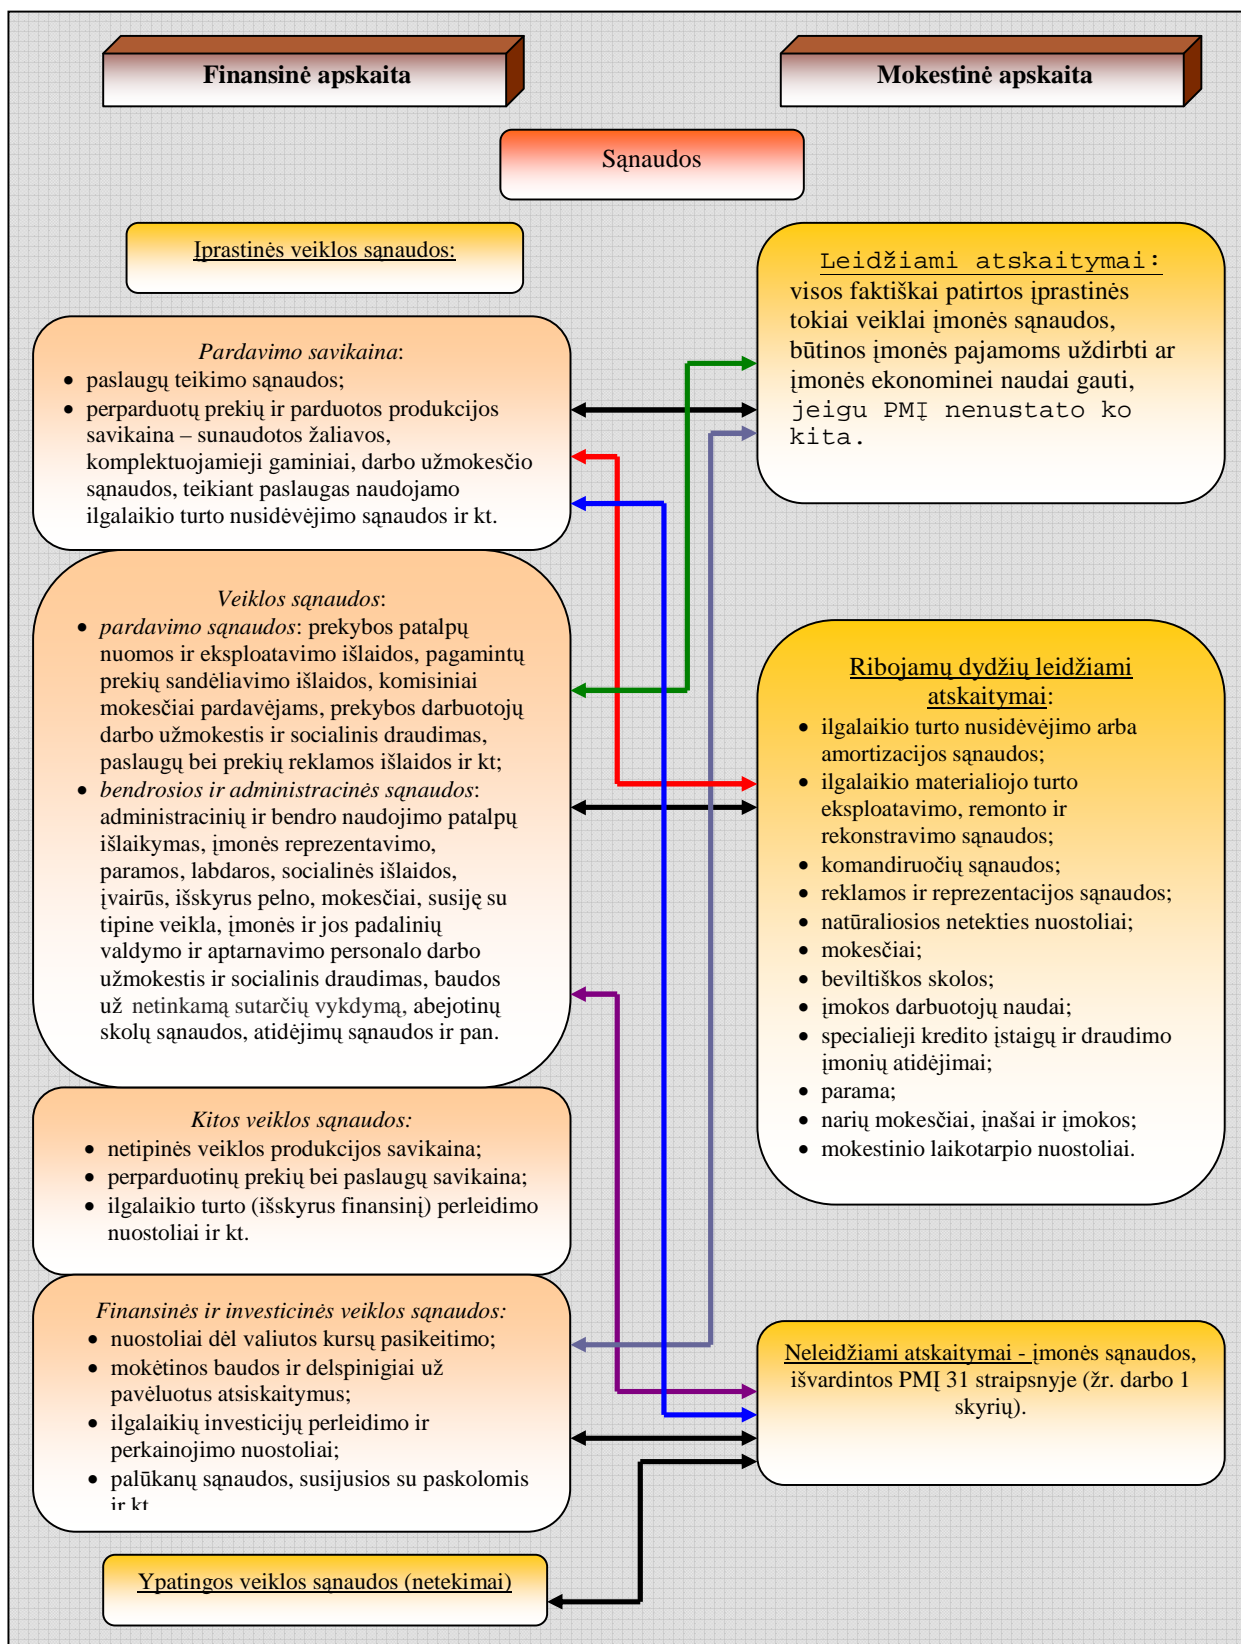 Finansinė apskaita
Mokestinė apskaita
Sąnaudos
Įprastinės veiklos sąnaudos:
Pardavimo savikaina:
• paslaugų teikimo sąnaudos;
• perparduotų prekių ir parduotos produkcijos
savikaina – sunaudotos žaliavos,
komplektuojamieji gaminiai, darbo užmokesčio
sąnaudos, teikiant paslaugas naudojamo
ilgalaikio turto nusidėvėjimo sąnaudos ir kt.
Veiklos sąnaudos:
• pardavimo sąnaudos: prekybos patalpų
nuomos ir eksploatavimo išlaidos, pagamintų
prekių sandėliavimo išlaidos, komisiniai
mokesčiai pardavėjams, prekybos darbuotojų
darbo užmokestis ir socialinis draudimas,
paslaugų bei prekių reklamos išlaidos ir kt;
• bendrosios ir administracinės sąnaudos:
administracinių ir bendro naudojimo patalpų
išlaikymas, įmonės reprezentavimo,
paramos, labdaros, socialinės išlaidos,
įvairūs, išskyrus pelno, mokesčiai, susiję su
tipine veikla, įmonės ir jos padalinių
valdymo ir aptarnavimo personalo darbo
užmokestis ir socialinis draudimas, baudos
už netinkamą sutarčių vykdymą, abejotinų
skolų sąnaudos, atidėjimų sąnaudos ir pan.
Kitos veiklos sąnaudos:
• netipinės veiklos produkcijos savikaina;
• perparduotinų prekių bei paslaugų savikaina;
• ilgalaikio turto (išskyrus finansinį) perleidimo
nuostoliai ir kt.
Finansinės ir investicinės veiklos sąnaudos:
• nuostoliai dėl valiutos kursų pasikeitimo;
• mokėtinos baudos ir delspinigiai už
pavėluotus atsiskaitymus;
• ilgalaikių investicijų perleidimo ir
perkainojimo nuostoliai;
• palūkanų sąnaudos, susijusios su paskolomis
ir kt
Ypatingos veiklos sąnaudos (netekimai)
Leidžiami atskaitymai:
visos faktiškai patirtos įprastinės
tokiai veiklai įmonės sąnaudos,
būtinos įmonės pajamoms uždirbti ar
įmonės ekonominei naudai gauti,
jeigu PMĮ nenustato ko
kita.
Ribojamų dydžių leidžiami
atskaitymai:
• ilgalaikio turto nusidėvėjimo arba
amortizacijos sąnaudos;
• ilgalaikio materialiojo turto
eksploatavimo, remonto ir
rekonstravimo sąnaudos;
• komandiruočių sąnaudos;
• reklamos ir reprezentacijos sąnaudos;
• natūraliosios netekties nuostoliai;
• mokesčiai;
• beviltiškos skolos;
• įmokos darbuotojų naudai;
• specialieji kredito įstaigų ir draudimo
įmonių atidėjimai;
• parama;
• narių mokesčiai, įnašai ir įmokos;
• mokestinio laikotarpio nuostoliai.
Neleidžiami atskaitymai - įmonės sąnaudos,
išvardintos PMĮ 31 straipsnyje (žr. darbo 1
skyrių).